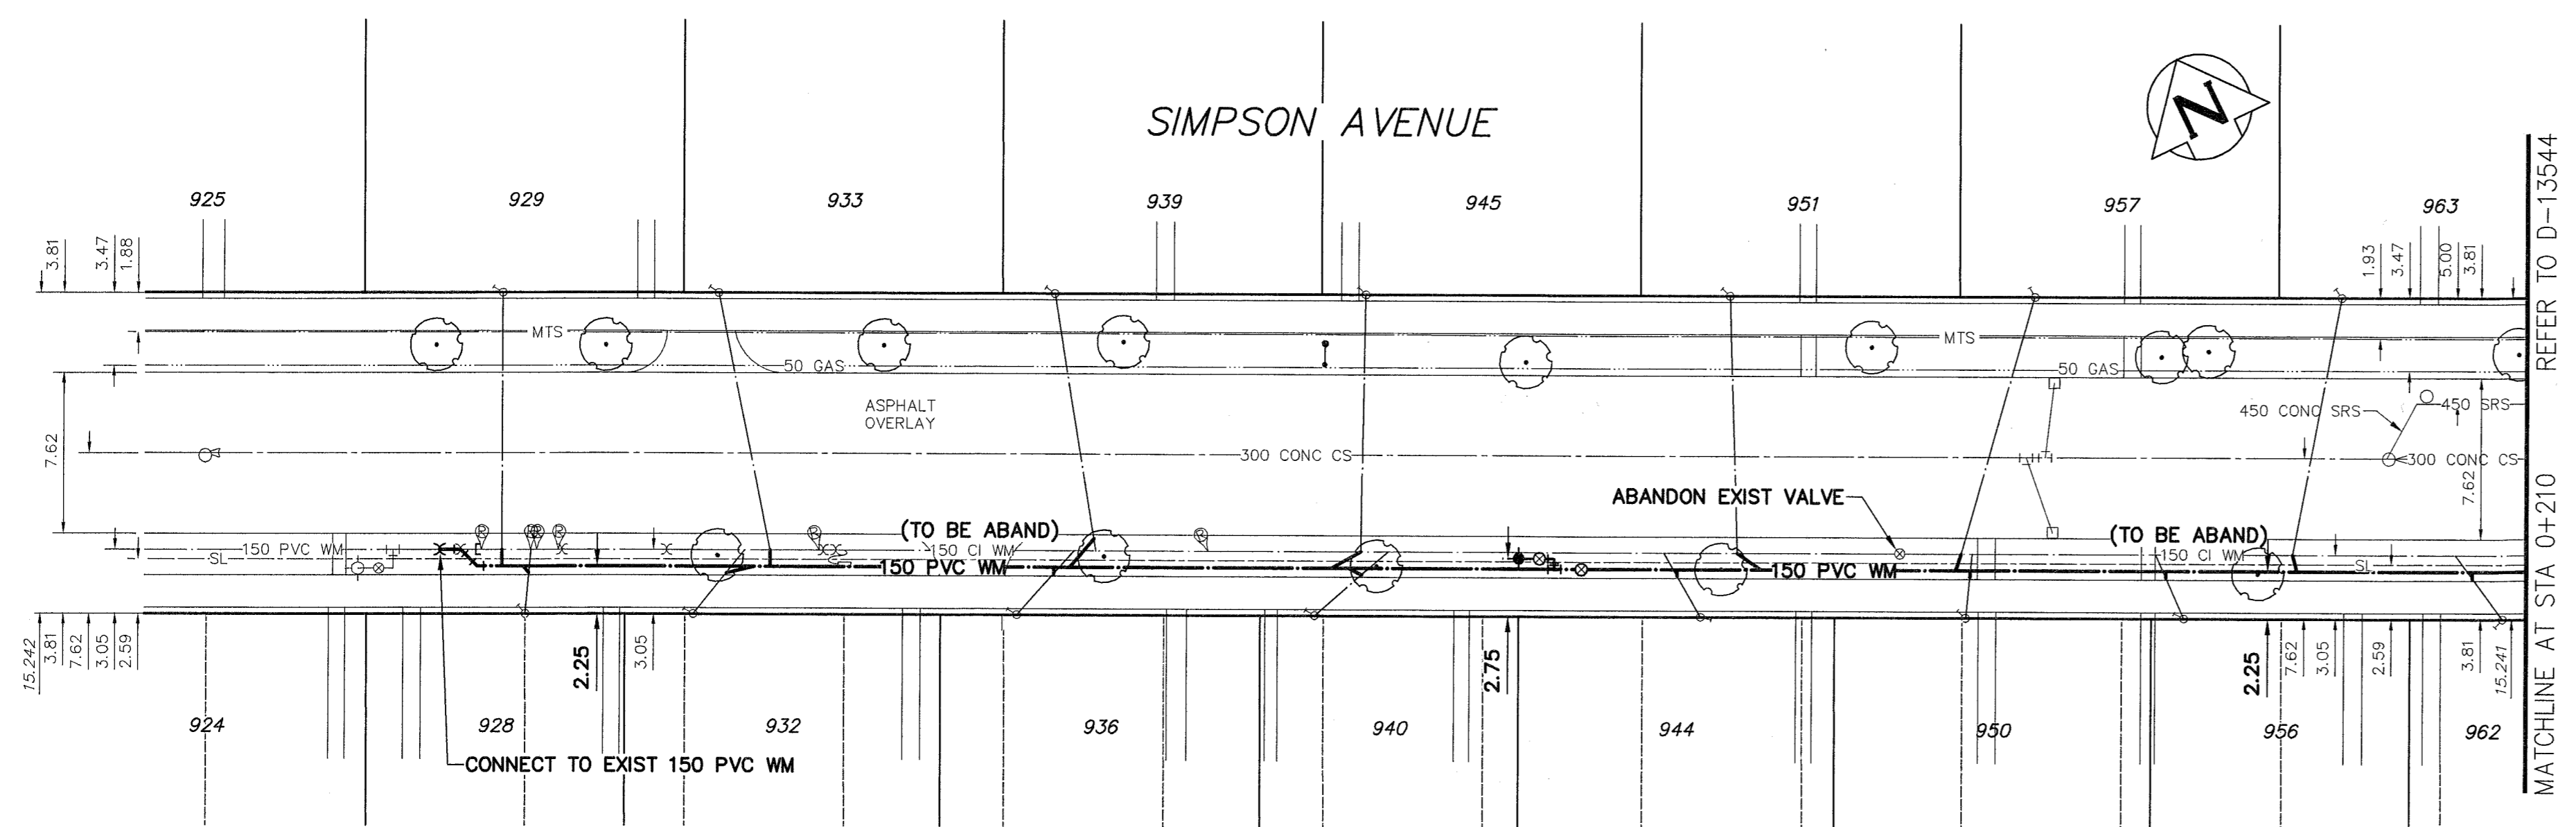 SIMPSON AVENUE
N
925
929
933
939
945
951
957
963
3.81
3.47
1.88
1.93
3.47
5.00
3.81
MTS
MTS
50 GAS
50 GAS
ASPHALT
OVERLAY
450 CONC SRS
450 SRS
7.62
300 CONC CS
300 CONC CS
7.62
ABANDON EXIST VALVE
(TO BE ABAND)
(TO BE ABAND)
150 PVC WM
150 CI WM
150 CI WM
SL
SL
R
R
R
R
R
R
150 PVC WM
150 PVC WM
15.242
3.81
7.62
3.05
2.59
2.25
3.05
2.75
2.25
7.62
3.05
2.59
3.81
15.241
924
928
932
936
940
944
950
956
962
CONNECT TO EXIST 150 PVC WM
MATCHLINE AT STA 0+210 REFER TO D-13544